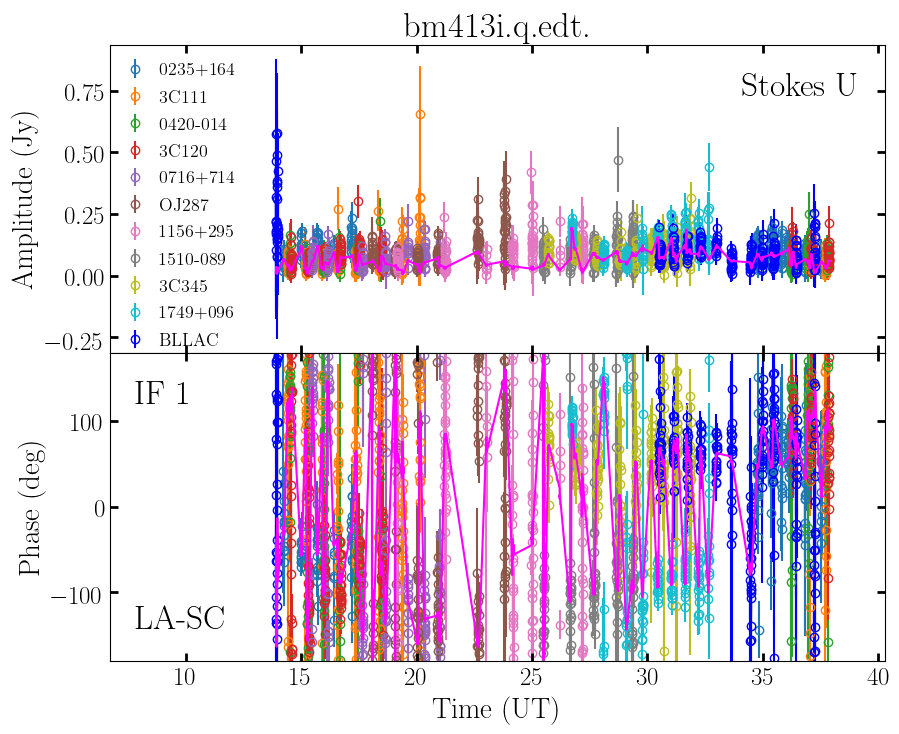 bm413i.q.edt.
Stokes U
Amplitude (Jy)
0.75
0.50
0.25
0.00
−0.25
0235+164
3C111
0420-014
3C120
0716+714
OJ287
1156+295
1510-089
3C345
1749+096
BLLAC
IF 1
Phase (deg)
100
0
−100
LA-SC
10
15
20
25
30
35
40
Time (UT)